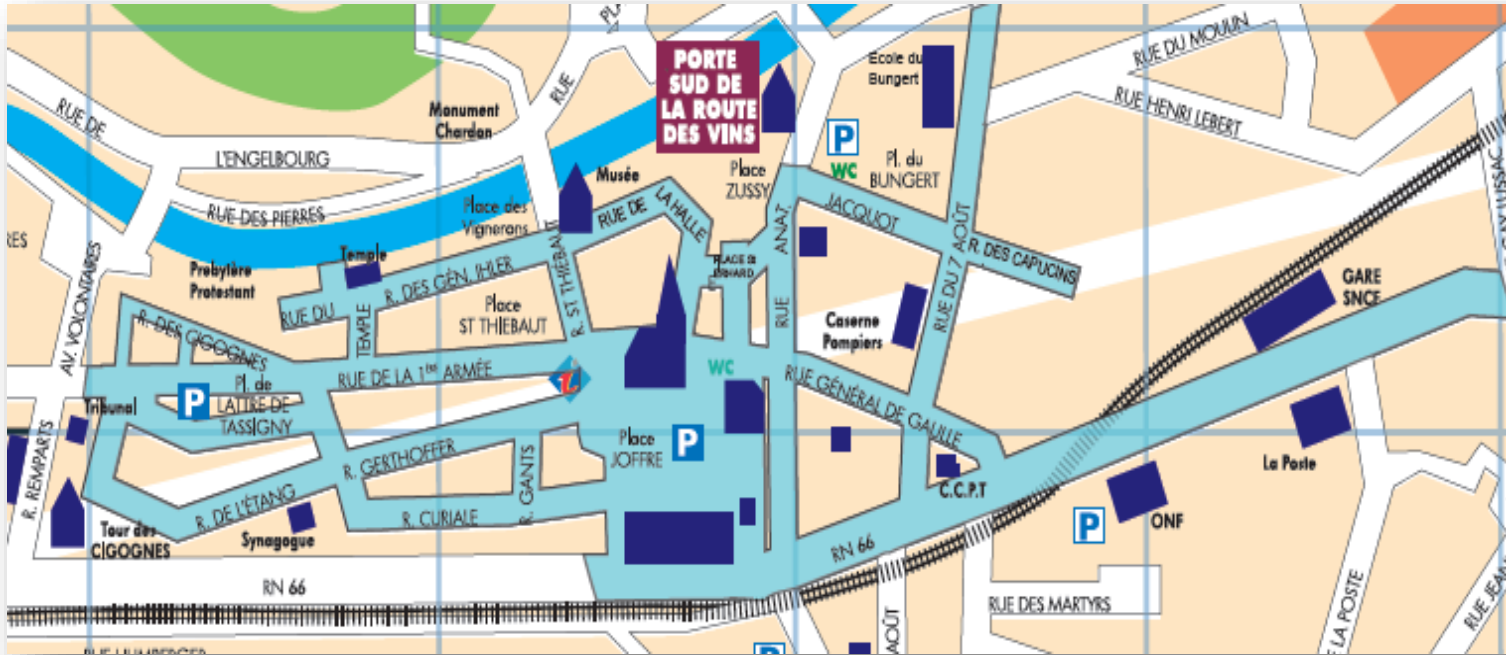 PORTE
SUD DE
LA ROUTE
DES VINS
Ecole du
Bungert
RUE DU MOULIN
RUE HENRI LEBERT
RUE DE
L'ENGELBOURG
RUE DES PIERRES
Monument
Chardon
RUE
Musée
Place
ZUSSY
P
WC
Pl. du
BUNGERT
Place des
Vignerons
RUE DE
LA HALLE
JACQUOT
RUE ANAT.
R. DES CAPUCINS
RUE DU 7 AOÛT
Temple
Prebytère
Protestant
AV. VOLONTAIRES
R. DES GÉN. IHLER
RUE DU
TEMPLE
R. ST THIÉBAUT
Place
ST THIEBAUT
R. DES CIGOGNES
RUE DE LA 1ère ARMÉE
i
WC
Caserne
Pompiers
GARE
SNCF
RUE GÉNÉRAL DE GAULLE
Tribunal
P
Pl. de
LATTRE DE
TASSIGNY
R. REMPARTS
R. GERTHOFFER
R. GANTS
Place
JOFFRE
P
C.C.P.T
La Poste
R. DE L'ÉTANG
R. CURIALE
Tour des
CIGOGNES
Synagogue
P
ONF
RN 66
RN 66
RUE DES MARTYRS
AOÛT
LA POSTE
RUE JEAN
P